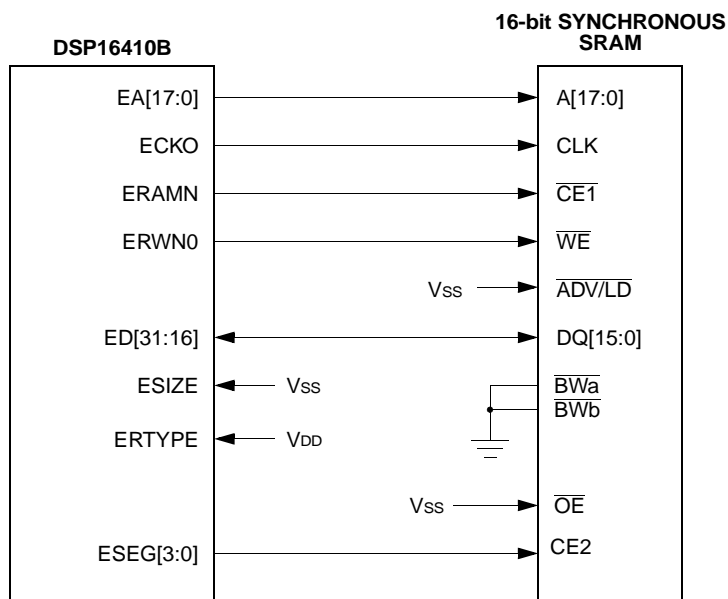 16-bit SYNCHRONOUS
SRAM
DSP16410B
EA[17:0] A[17:0]
ECKO CLK
ERAMN CE1
ERWN0 WE
VSS ADV/LD
ED[31:16] DQ[15:0]
ESIZE VSS BWa
BWb
ERTYPE VDD
VSS OE
ESEG[3:0] CE2